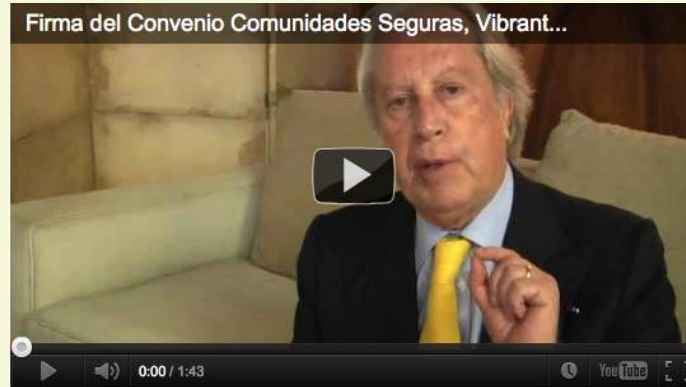 Firma del Convenio Comunidades Seguras, Vibrant...
0:00 / 1:43
YouTube